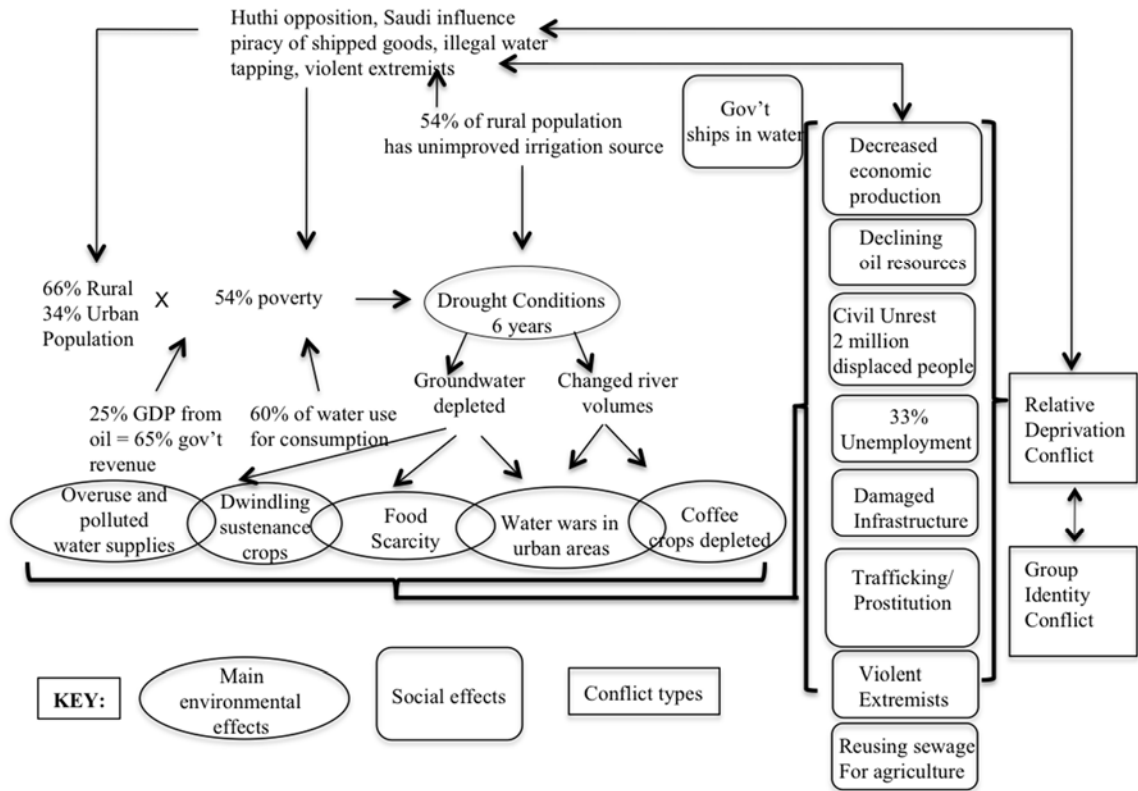 Huthi opposition, Saudi influence
piracy of shipped goods, illegal water
tapping, violent extremists
54% of rural population
has unimproved irrigation source
Gov't
ships in water
Decreased
economic
production
Declining
oil resources
66% Rural
34% Urban
Population
X
54% poverty
Drought Conditions
6 years
Civil Unrest
2 million
displaced people
Groundwater
depleted
Changed river
volumes
25% GDP from
oil = 65% gov't
revenue
60% of water use
for consumption
33%
Unemployment
Relative
Deprivation
Conflict
Overuse and
polluted
water supplies
Dwindling
sustenance
crops
Food
Scarcity
Water wars in
urban areas
Coffee
crops depleted
Damaged
Infrastructure
Trafficking/
Prostitution
Group
Identity
Conflict
KEY:
Main
environmental
effects
Social effects
Conflict types
Violent
Extremists
Reusing sewage
For agriculture